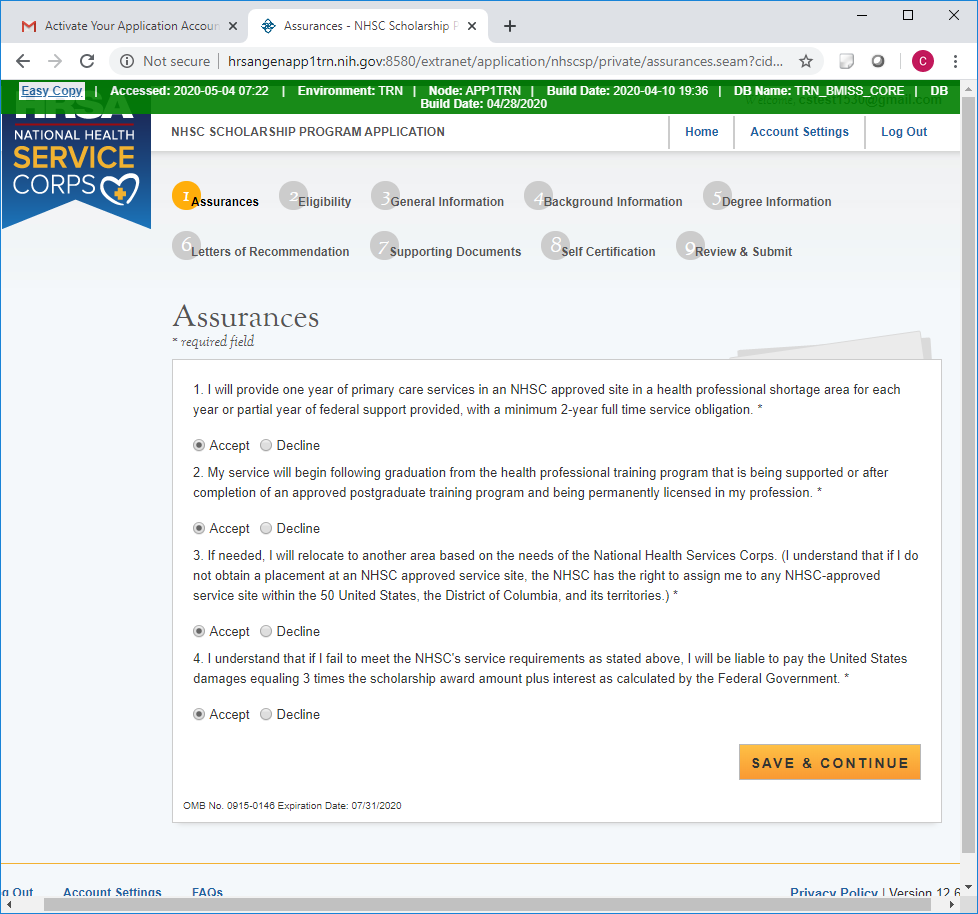 Activate Your Application Accoun
Assurances - NHSC Scholarship P
Not secure | hrsangenapp1trn.nih.gov:8580/extranet/application/nhscsp/private/assurances.seam?cid...
C
Easy Copy | Accessed: 2020-05-04 07:22 | Environment: TRN | Node: APP1TRN | Build Date: 2020-04-10 19:36 | DB Name: TRN_BMISS_CORE | DB
Build Date: 04/28/2020
Welcome, cstest1530@gmail.com
HRSA
NATIONAL HEALTH
SERVICE
CORPS
NHSC SCHOLARSHIP PROGRAM APPLICATION
Home
Account Settings
Log Out
1 Assurances
2 Eligibility
3 General Information
4 Background Information
5 Degree Information
6 Letters of Recommendation
7 Supporting Documents
8 Self Certification
9 Review & Submit
Assurances
* required field
1. I will provide one year of primary care services in an NHSC approved site in a health professional shortage area for each
year or partial year of federal support provided, with a minimum 2-year full time service obligation. *
Accept Decline
2. My service will begin following graduation from the health professional training program that is being supported or after
completion of an approved postgraduate training program and being permanently licensed in my profession. *
Accept Decline
3. If needed, I will relocate to another area based on the needs of the National Health Services Corps. (I understand that if I do
not obtain a placement at an NHSC approved service site, the NHSC has the right to assign me to any NHSC-approved
service site within the 50 United States, the District of Columbia, and its territories.) *
Accept Decline
4. I understand that if I fail to meet the NHSC's service requirements as stated above, I will be liable to pay the United States
damages equaling 3 times the scholarship award amount plus interest as calculated by the Federal Government. *
Accept Decline
SAVE & CONTINUE
OMB No. 0915-0146 Expiration Date: 07/31/2020
g Out Account Settings FAQs
Privacy Policy | Version 12.6